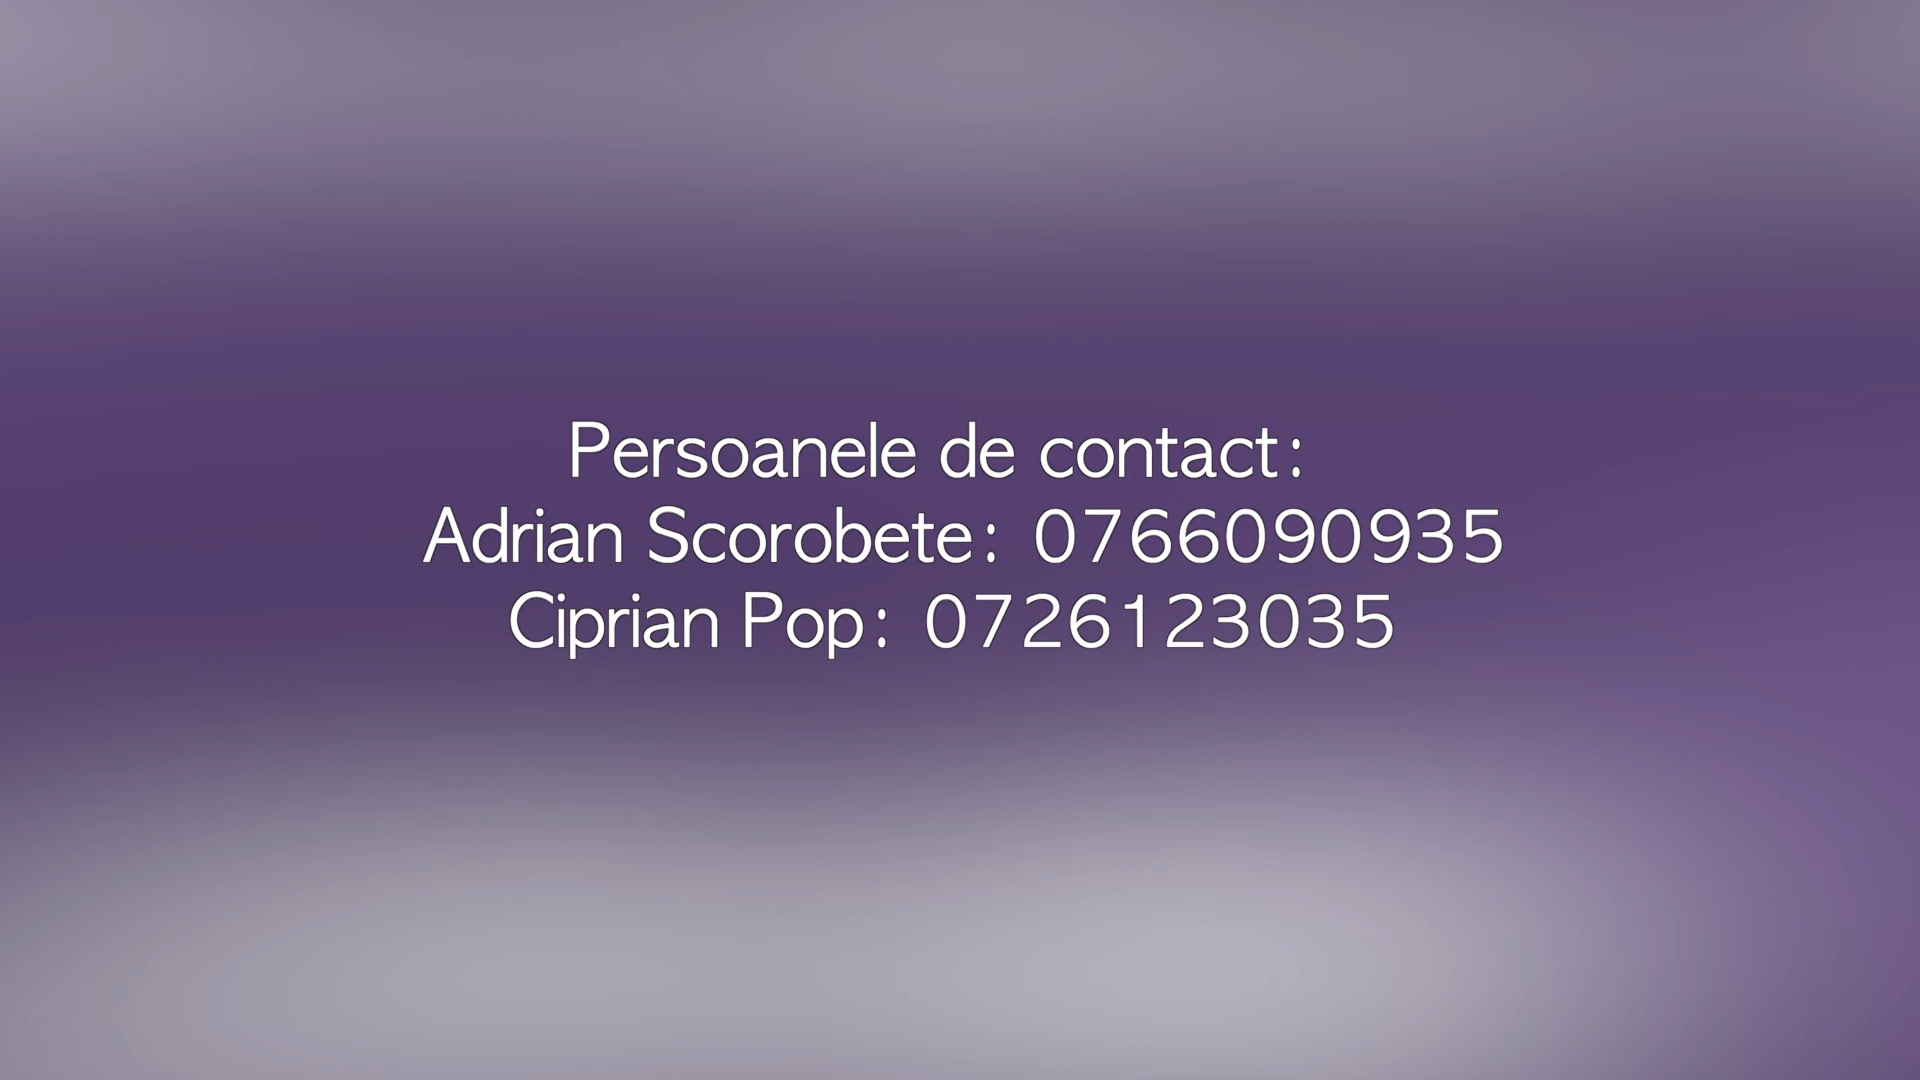 Persoanele de contact:
Adrian Scorobete: 0766090935
Ciprian Pop: 0726123035